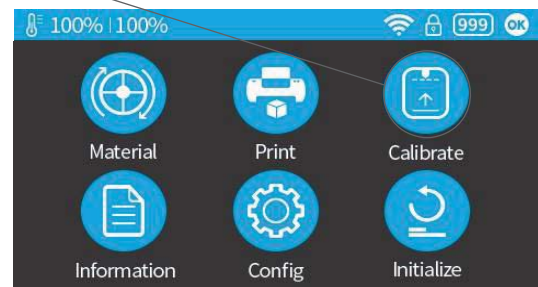 100% | 100% 999 OK
Material Print Calibrate
Information Config Initialize